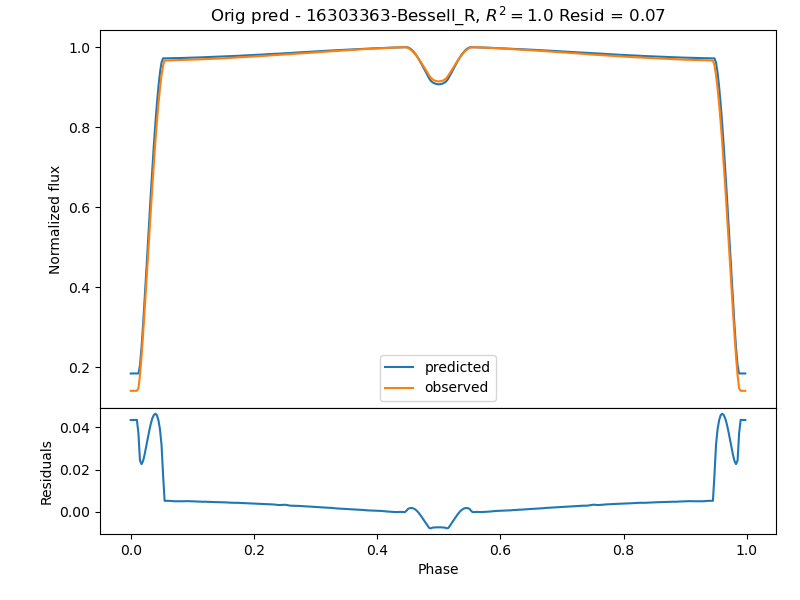 Orig pred - 16303363-Bessell_R, R² = 1.0 Resid = 0.07
Normalized flux
1.0
0.8
0.6
0.4
0.2
predicted
observed
Residuals
0.04
0.02
0.00
0.0 0.2 0.4 0.6 0.8 1.0
Phase